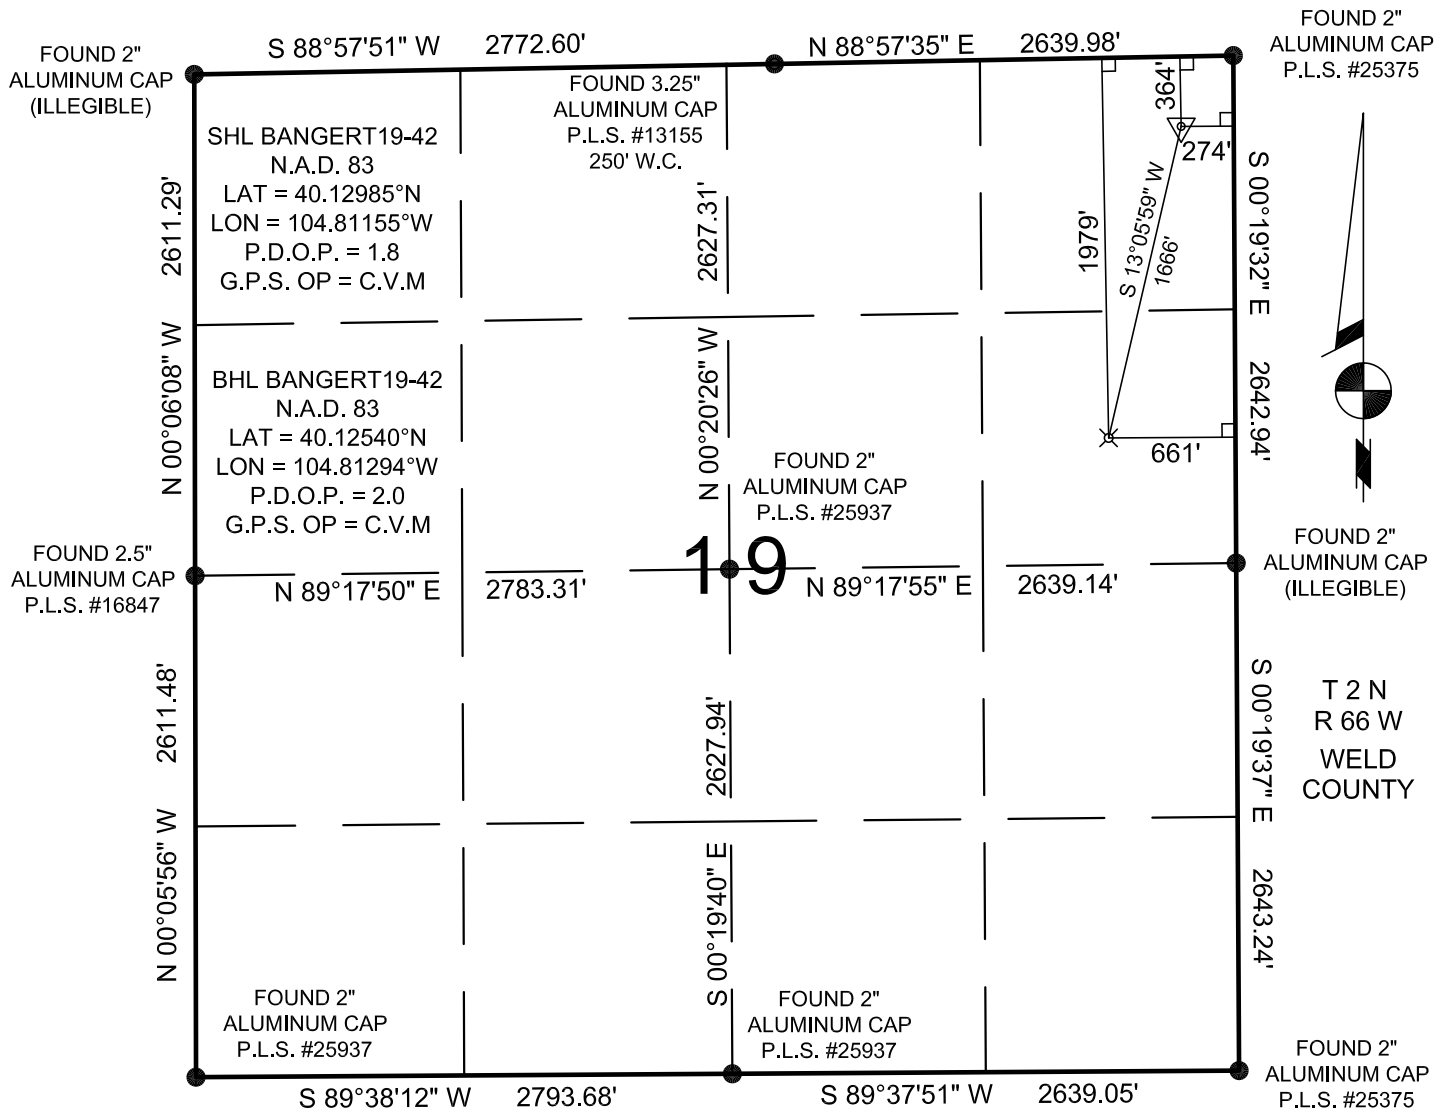 S 88°57'51" W 2772.60'
N 88°57'35" E 2639.98'
FOUND 2"
ALUMINUM CAP
(ILLEGIBLE)
FOUND 2"
ALUMINUM CAP
P.L.S. #25375
FOUND 3.25"
ALUMINUM CAP
P.L.S. #13155
250' W.C.
SHL BANGERT19-42
N.A.D. 83
LAT = 40.12985°N
LON = 104.81155°W
P.D.O.P. = 1.8
G.P.S. OP = C.V.M
BHL BANGERT19-42
N.A.D. 83
LAT = 40.12540°N
LON = 104.81294°W
P.D.O.P. = 2.0
G.P.S. OP = C.V.M
N 00°06'08" W 2611.29'
N 00°20'26" W 2627.31'
364'
274'
1979'
S 13°05'59" W
1666'
661'
S 00°19'32" E 2642.94'
FOUND 2"
ALUMINUM CAP
P.L.S. #25937
19
FOUND 2.5"
ALUMINUM CAP
P.L.S. #16847
N 89°17'50" E 2783.31'
N 89°17'55" E 2639.14'
FOUND 2"
ALUMINUM CAP
(ILLEGIBLE)
N 00°05'56" W 2611.48'
S 00°19'40" E 2627.94'
S 00°19'37" E 2643.24'
T 2 N
R 66 W
WELD
COUNTY
FOUND 2"
ALUMINUM CAP
P.L.S. #25937
FOUND 2"
ALUMINUM CAP
P.L.S. #25937
FOUND 2"
ALUMINUM CAP
P.L.S. #25375
S 89°38'12" W 2793.68'
S 89°37'51" W 2639.05'